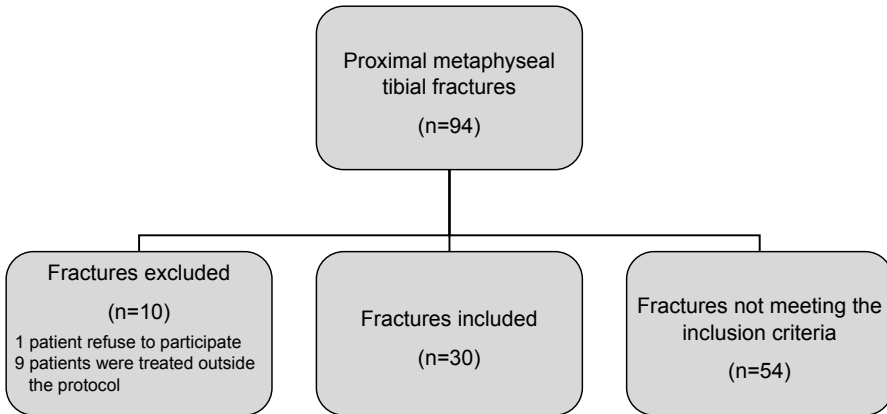 Proximal metaphyseal
tibial fractures
(n=94)
Fractures excluded
(n=10)
1 patient refuse to participate
9 patients were treated outside
the protocol
Fractures included
(n=30)
Fractures not meeting the
inclusion criteria
(n=54)